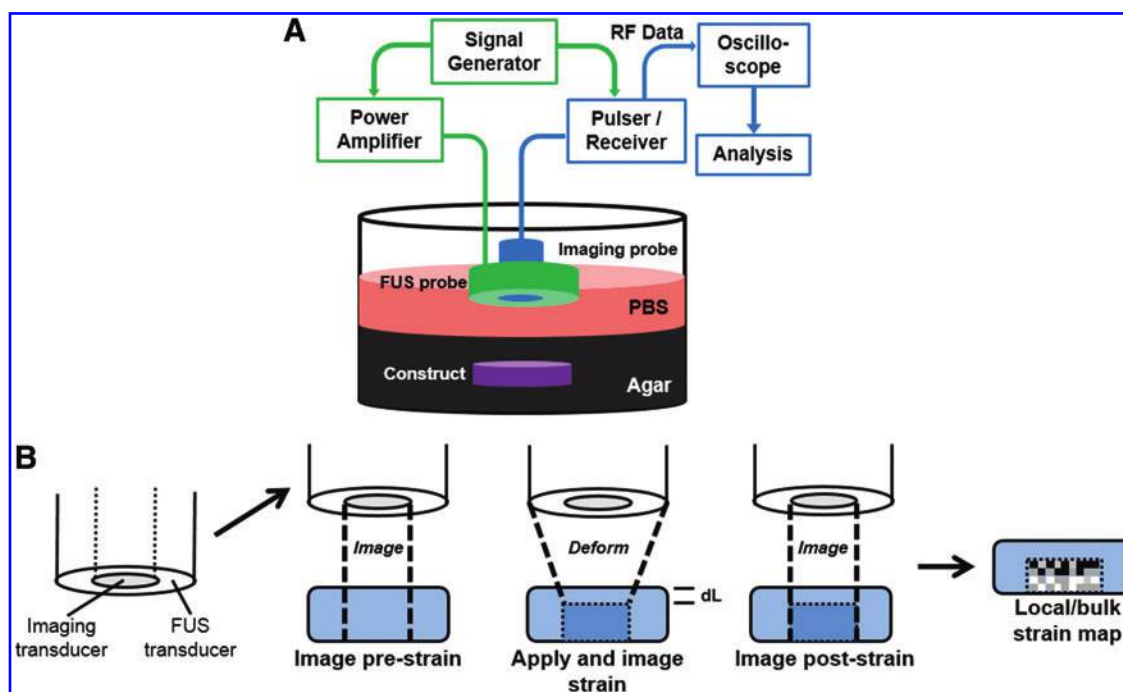 A
Signal
Generator
RF Data
Oscillo-
scope
Power
Amplifier
Pulser /
Receiver
Analysis
Imaging probe
FUS probe
PBS
Construct
Agar
B
Image
Deform
Image
dL
Imaging
transducer
FUS
transducer
Image pre-strain
Apply and image
strain
Image post-strain
Local/bulk
strain map